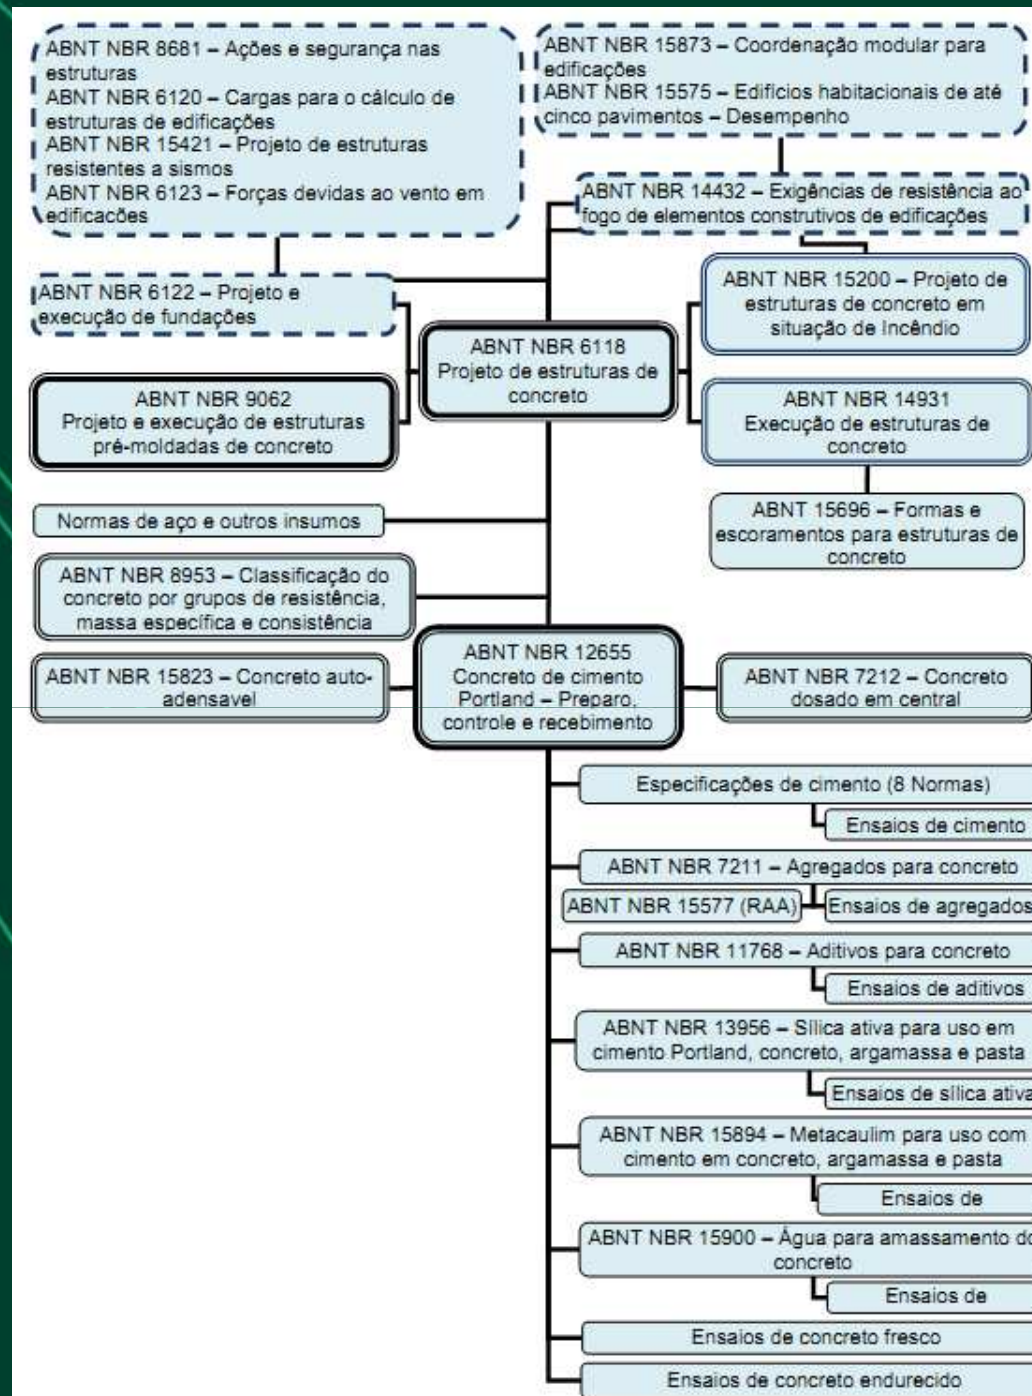 ABNT NBR 8681 – Ações e segurança nas
estruturas
ABNT NBR 6120 – Cargas para o cálculo de
estruturas de edificações
ABNT NBR 15421 – Projeto de estruturas
resistentes a sismos
ABNT NBR 6123 – Forças devidas ao vento em
edificações
ABNT NBR 15873 – Coordenação modular para
edificações
ABNT NBR 15575 – Edifícios habitacionais de até
cinco pavimentos – Desempenho
ABNT NBR 14432 – Exigências de resistência ao
fogo de elementos construtivos de edificações
ABNT NBR 6122 – Projeto e
execução de fundações
ABNT NBR 15200 – Projeto de
estruturas de concreto em
situação de Incêndio
ABNT NBR 6118
Projeto de estruturas de
concreto
ABNT NBR 9062
Projeto e execução de estruturas
pré-moldadas de concreto
ABNT NBR 14931
Execução de estruturas de
concreto
Normas de aço e outros insumos
ABNT 15696 – Formas e
escoramentos para estruturas de
concreto
ABNT NBR 8953 – Classificação do
concreto por grupos de resistência,
massa específica e consistência
ABNT NBR 12655
Concreto de cimento
Portland – Preparo,
controle e recebimento
ABNT NBR 15823 – Concreto auto-
adensavel
ABNT NBR 7212 – Concreto
dosado em central
Especificações de cimento (8 Normas)
Ensaios de cimento
ABNT NBR 7211 – Agregados para concreto
ABNT NBR 15577 (RAA)
Ensaios de agregados
ABNT NBR 11768 – Aditivos para concreto
Ensaios de aditivos
ABNT NBR 13956 – Sílica ativa para uso em
cimento Portland, concreto, argamassa e pasta
Ensaios de sílica ativa
ABNT NBR 15894 – Metacaulim para uso com
cimento em concreto, argamassa e pasta
Ensaios de
ABNT NBR 15900 – Água para amassamento do
concreto
Ensaios de
Ensaios de concreto fresco
Ensaios de concreto endurecido